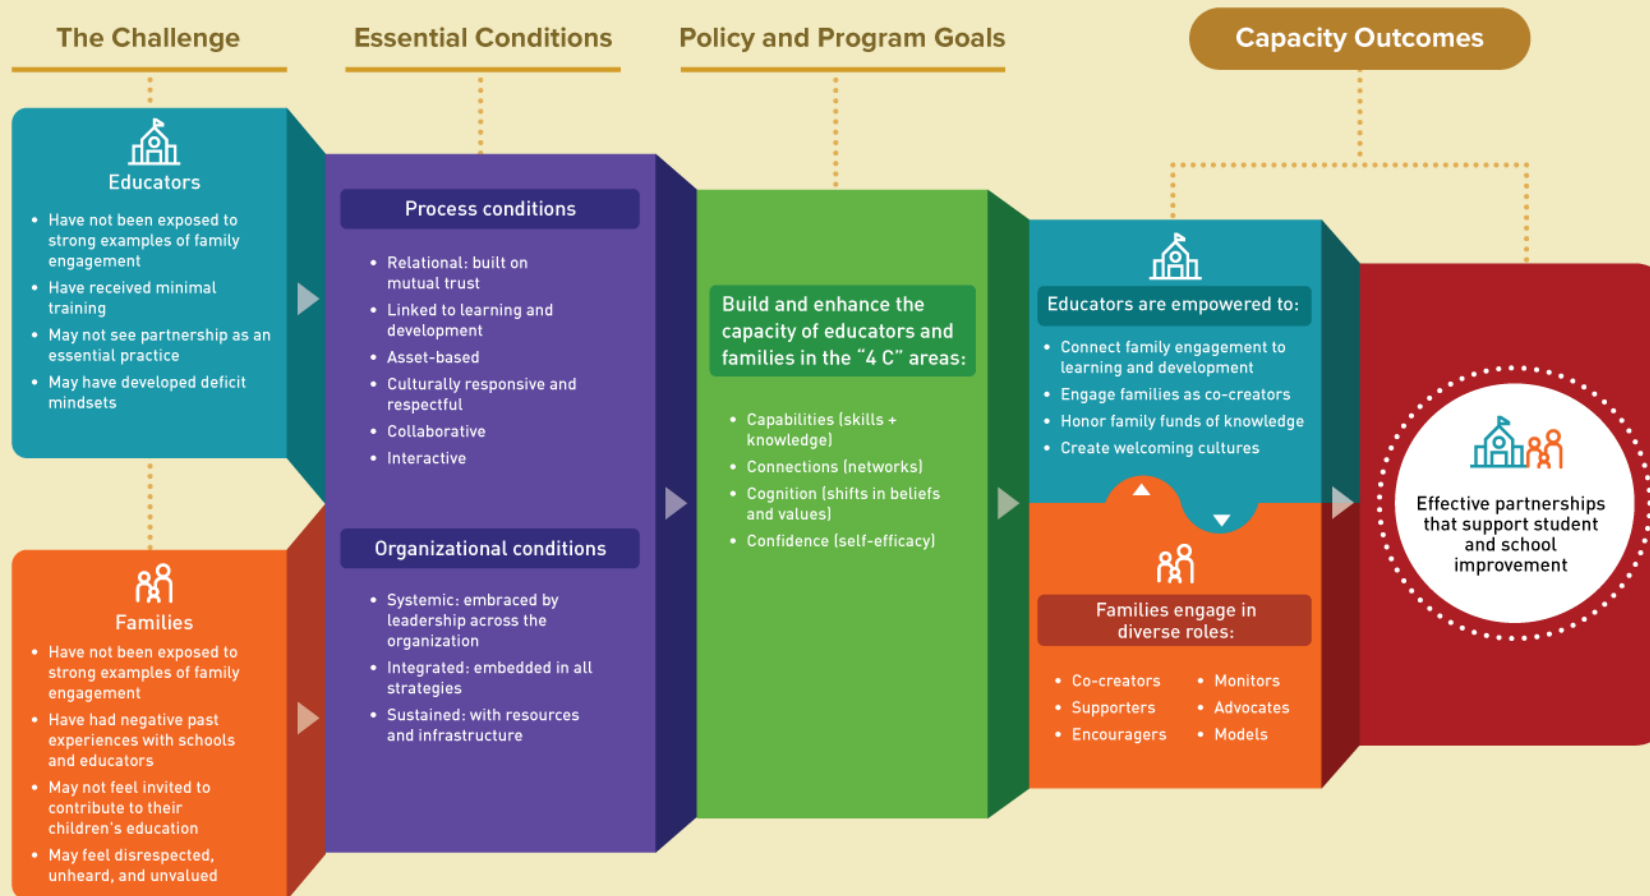 The Challenge
Essential Conditions
Policy and Program Goals
Capacity Outcomes
Educators
• Have not been exposed to
strong examples of family
engagement
• Have received minimal
training
• May not see partnership as an
essential practice
• May have developed deficit
mindsets
Families
• Have not been exposed to
strong examples of family
engagement
• Have had negative past
experiences with schools
and educators
• May not feel invited to
contribute to their
children's education
• May feel disrespected,
unheard, and unvalued
Process conditions
• Relational: built on
mutual trust
• Linked to learning and
development
• Asset-based
• Culturally responsive and
respectful
• Collaborative
• Interactive
Organizational conditions
• Systemic: embraced by
leadership across the
organization
• Integrated: embedded in all
strategies
• Sustained: with resources
and infrastructure
Build and enhance the
capacity of educators and
families in the “4 C” areas:
• Capabilities (skills +
knowledge)
• Connections (networks)
• Cognition (shifts in beliefs
and values)
• Confidence (self-efficacy)
Educators are empowered to:
• Connect family engagement to
learning and development
• Engage families as co-creators
• Honor family funds of knowledge
• Create welcoming cultures
Families engage in
diverse roles:
• Co-creators
• Supporters
• Encouragers
• Monitors
• Advocates
• Models
Effective partnerships
that support student
and school
improvement